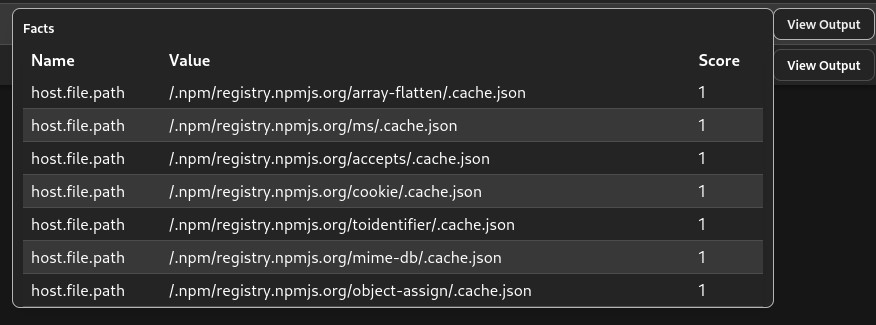 Facts
View Output
Name Value Score
View Output
host.file.path /.npm/registry.npmjs.org/array-flatten/.cache.json 1
host.file.path /.npm/registry.npmjs.org/ms/.cache.json 1
host.file.path /.npm/registry.npmjs.org/accepts/.cache.json 1
host.file.path /.npm/registry.npmjs.org/cookie/.cache.json 1
host.file.path /.npm/registry.npmjs.org/toidentifier/.cache.json 1
host.file.path /.npm/registry.npmjs.org/mime-db/.cache.json 1
host.file.path /.npm/registry.npmjs.org/object-assign/.cache.json 1